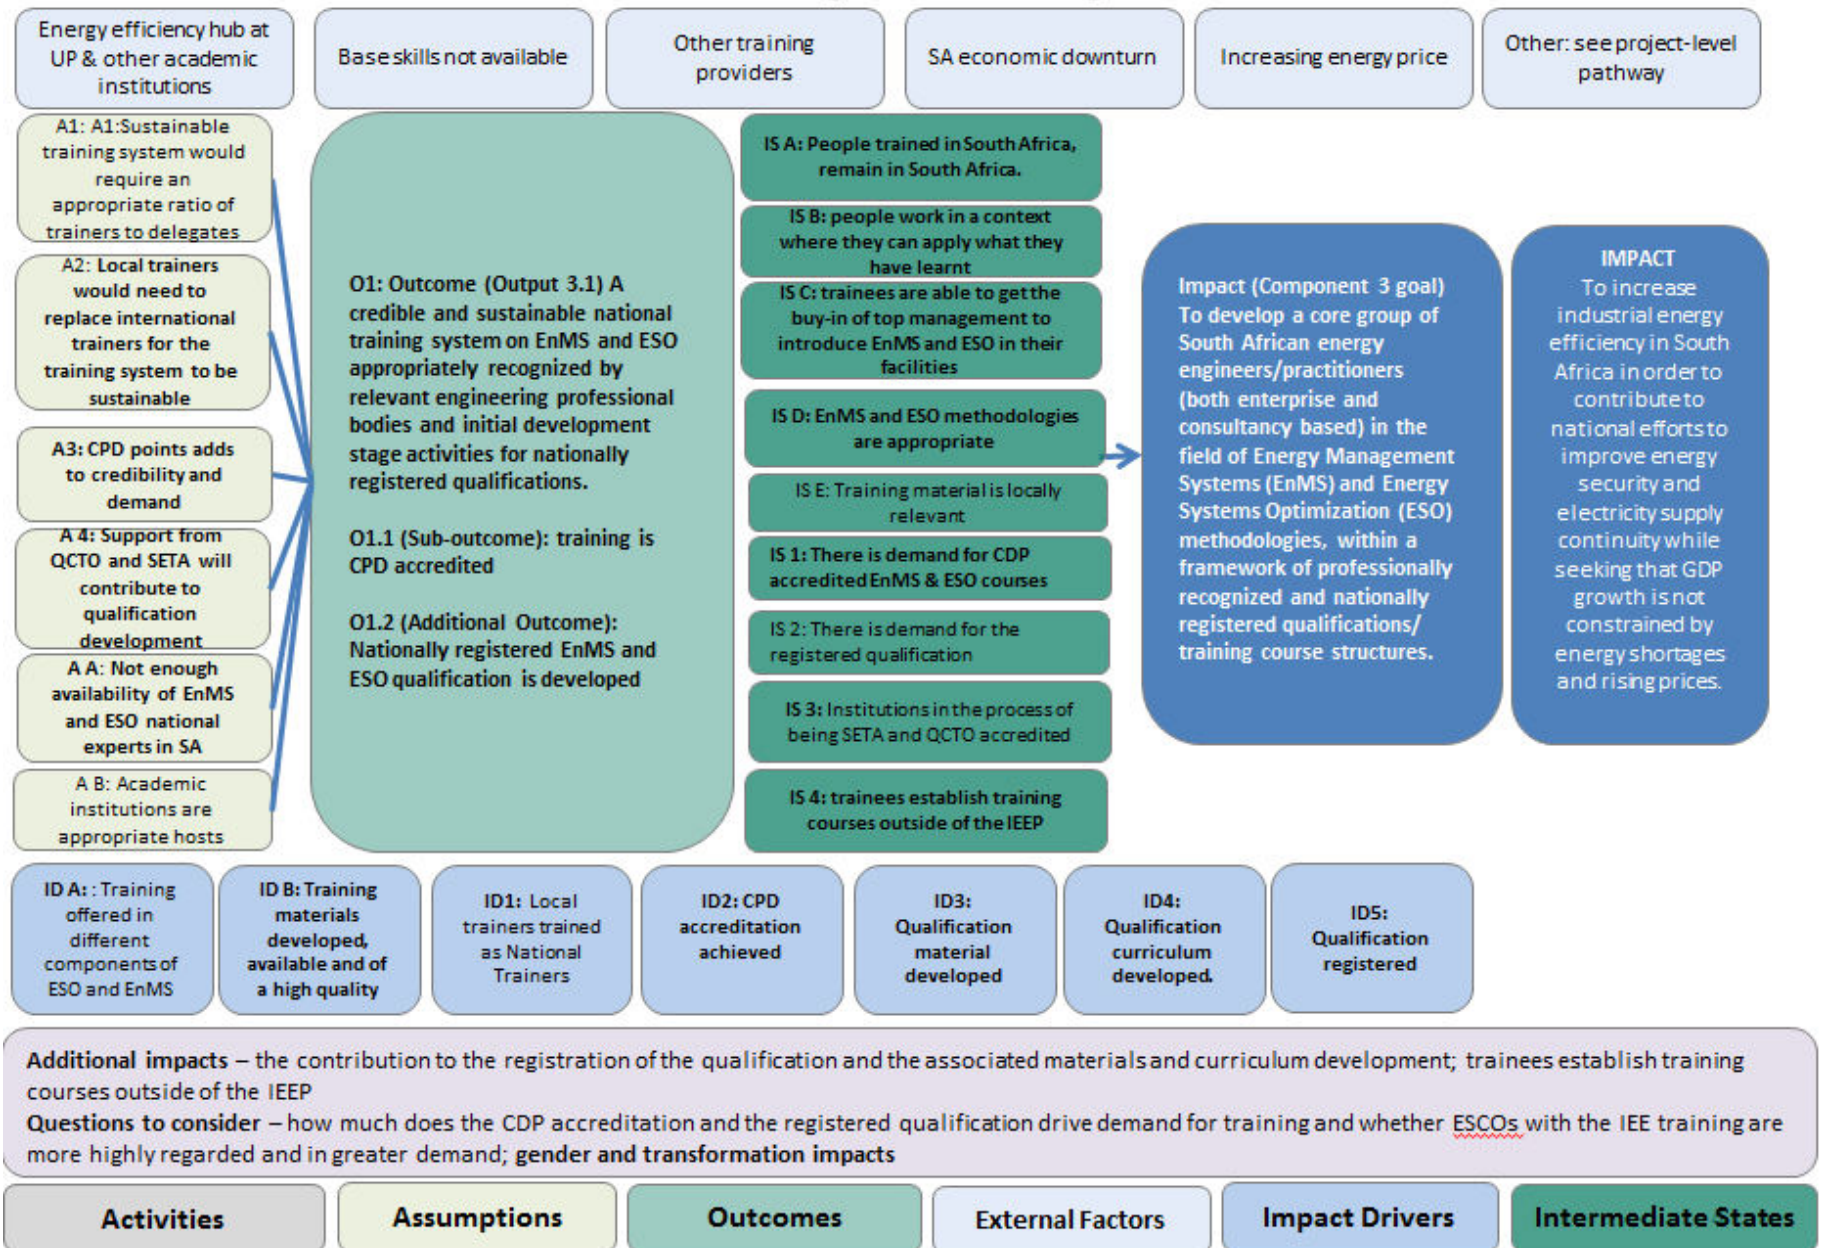 Energy efficiency hub at
UP & other academic
institutions
Base skills not available
Other training
providers
SA economic downturn
Increasing energy price
Other: see project-level
pathway
A1: A1:Sustainable
training system would
require an
appropriate ratio of
trainers to delegates
A2: Local trainers
would need to
replace international
trainers for the
training system to be
sustainable
A3: CPD points adds
to credibility and
demand
A 4: Support from
QCTO and SETA will
contribute to
qualification
development
A A: Not enough
availability of EnMS
and ESO national
experts in SA
A B: Academic
institutions are
appropriate hosts
O1: Outcome (Output 3.1) A
credible and sustainable national
training system on EnMS and ESO
appropriately recognized by
relevant engineering professional
bodies and initial development
stage activities for nationally
registered qualifications.
O1.1 (Sub-outcome): training is
CPD accredited
O1.2 (Additional Outcome):
Nationally registered EnMS and
ESO qualification is developed
IS A: People trained in South Africa,
remain in South Africa.
IS B: people work in a context
where they can apply what they
have learnt
IS C: trainees are able to get the
buy-in of top management to
introduce EnMS and ESO in their
facilities
IS D: EnMS and ESO methodologies
are appropriate
IS E: Training material is locally
relevant
IS 1: There is demand for CDP
accredited EnMS & ESO courses
IS 2: There is demand for the
registered qualification
IS 3: Institutions in the process of
being SETA and QCTO accredited
IS 4: trainees establish training
courses outside of the IEEP
Impact (Component 3 goal)
To develop a core group of
South African energy
engineers/practitioners
(both enterprise and
consultancy based) in the
field of Energy Management
Systems (EnMS) and Energy
Systems Optimization (ESO)
methodologies, within a
framework of professionally
recognized and nationally
registered qualifications/
training course structures.
IMPACT
To increase
industrial energy
efficiency in South
Africa in order to
contribute to
national efforts to
improve energy
security and
electricity supply
continuity while
seeking that GDP
growth is not
constrained by
energy shortages
and rising prices.
ID A: : Training
offered in
different
components of
ESO and EnMS
ID B: Training
materials
developed,
available and of
a high quality
ID1: Local
trainers trained
as National
Trainers
ID2: CPD
accreditation
achieved
ID3:
Qualification
material
developed
ID4:
Qualification
curriculum
developed.
ID5:
Qualification
registered
Additional impacts – the contribution to the registration of the qualification and the associated materials and curriculum development; trainees establish training
courses outside of the IEEP
Questions to consider – how much does the CDP accreditation and the registered qualification drive demand for training and whether ESCOs with the IEE training are
more highly regarded and in greater demand; gender and transformation impacts
Activities
Assumptions
Outcomes
External Factors
Impact Drivers
Intermediate States